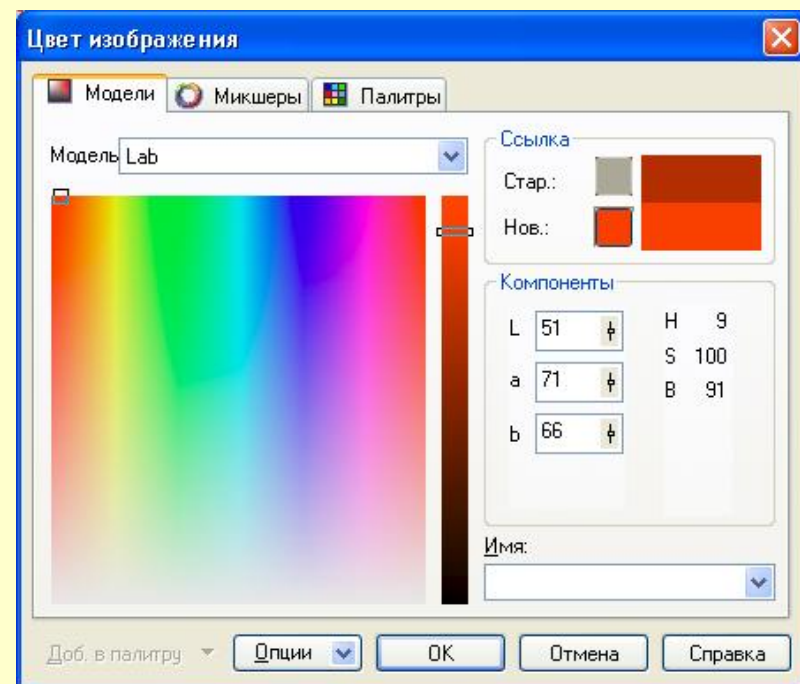 Цвет изображения
Модели Микшеры Палитры
Модель Lab
Ссылка
Стар.:
Нов.:
Компоненты
L 51 H 9
S 100
a 71 B 91
b 66
Имя:
Доб. в палитру Опции OK Отмена Справка